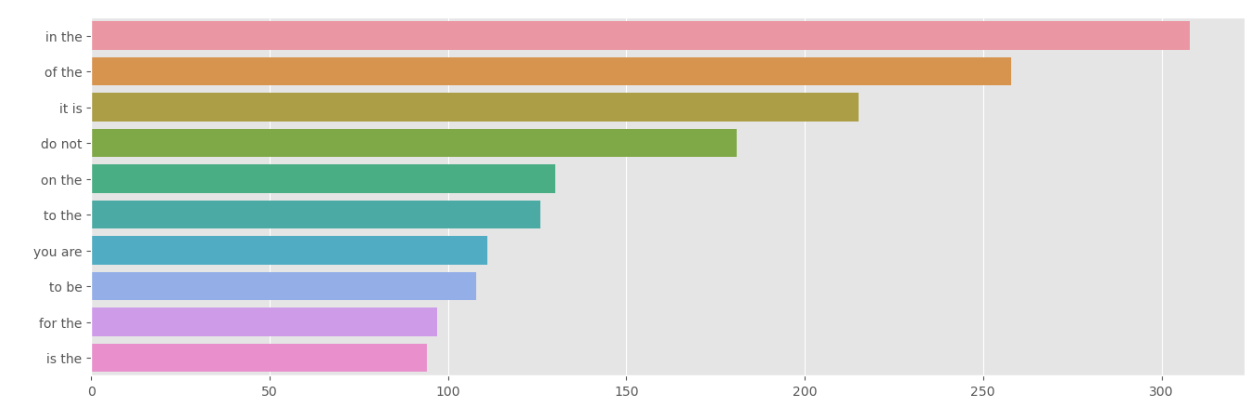 in the
of the
it is
do not
on the
to the
you are
to be
for the
is the
0 50 100 150 200 250 300